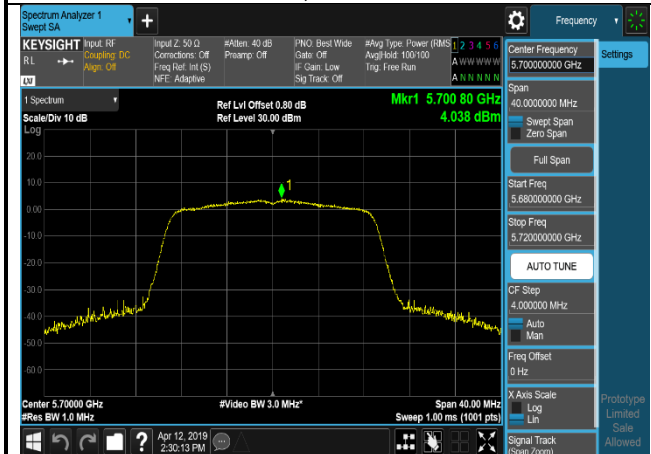 Spectrum Analyzer 1
Swept SA
Frequency
KEYSIGHT
RL
LXI
Input: RF
Coupling: DC
Align: Off
Input Z: 50 Ω
Corrections: Off
Freq Ref: Int (S)
NFE: Adaptive
#Atten: 40 dB
Preamp: Off
PNO: Best Wide
Gate: Off
IF Gain: Low
Sig Track: Off
#Avg Type: Power (RMS
Avg|Hold: 100/100
Trig: Free Run
1 2 3 4 5 6
A W W W W W
A N N N N N
1 Spectrum
Scale/Div 10 dB
Log
Ref Lvl Offset 0.80 dB
Ref Level 30.00 dBm
Mkr1 5.700 80 GHz
4.038 dBm
20.0
10.0
0.00
-10.0
-20.0
-30.0
-40.0
-50.0
-60.0
1
Center 5.70000 GHz
#Res BW 1.0 MHz
#Video BW 3.0 MHz*
Span 40.00 MHz
Sweep 1.00 ms (1001 pts)
Center Frequency
5.700000000 GHz
Settings
Span
40.0000000 MHz
Swept Span
Zero Span
Full Span
Start Freq
5.680000000 GHz
Stop Freq
5.720000000 GHz
AUTO TUNE
CF Step
4.000000 MHz
Auto
Man
Freq Offset
0 Hz
X Axis Scale
Log
Lin
Signal Track
(Span Zoom)
Prototype
Limited
Sale
Allowed
?
Apr 12, 2019
2:30:13 PM